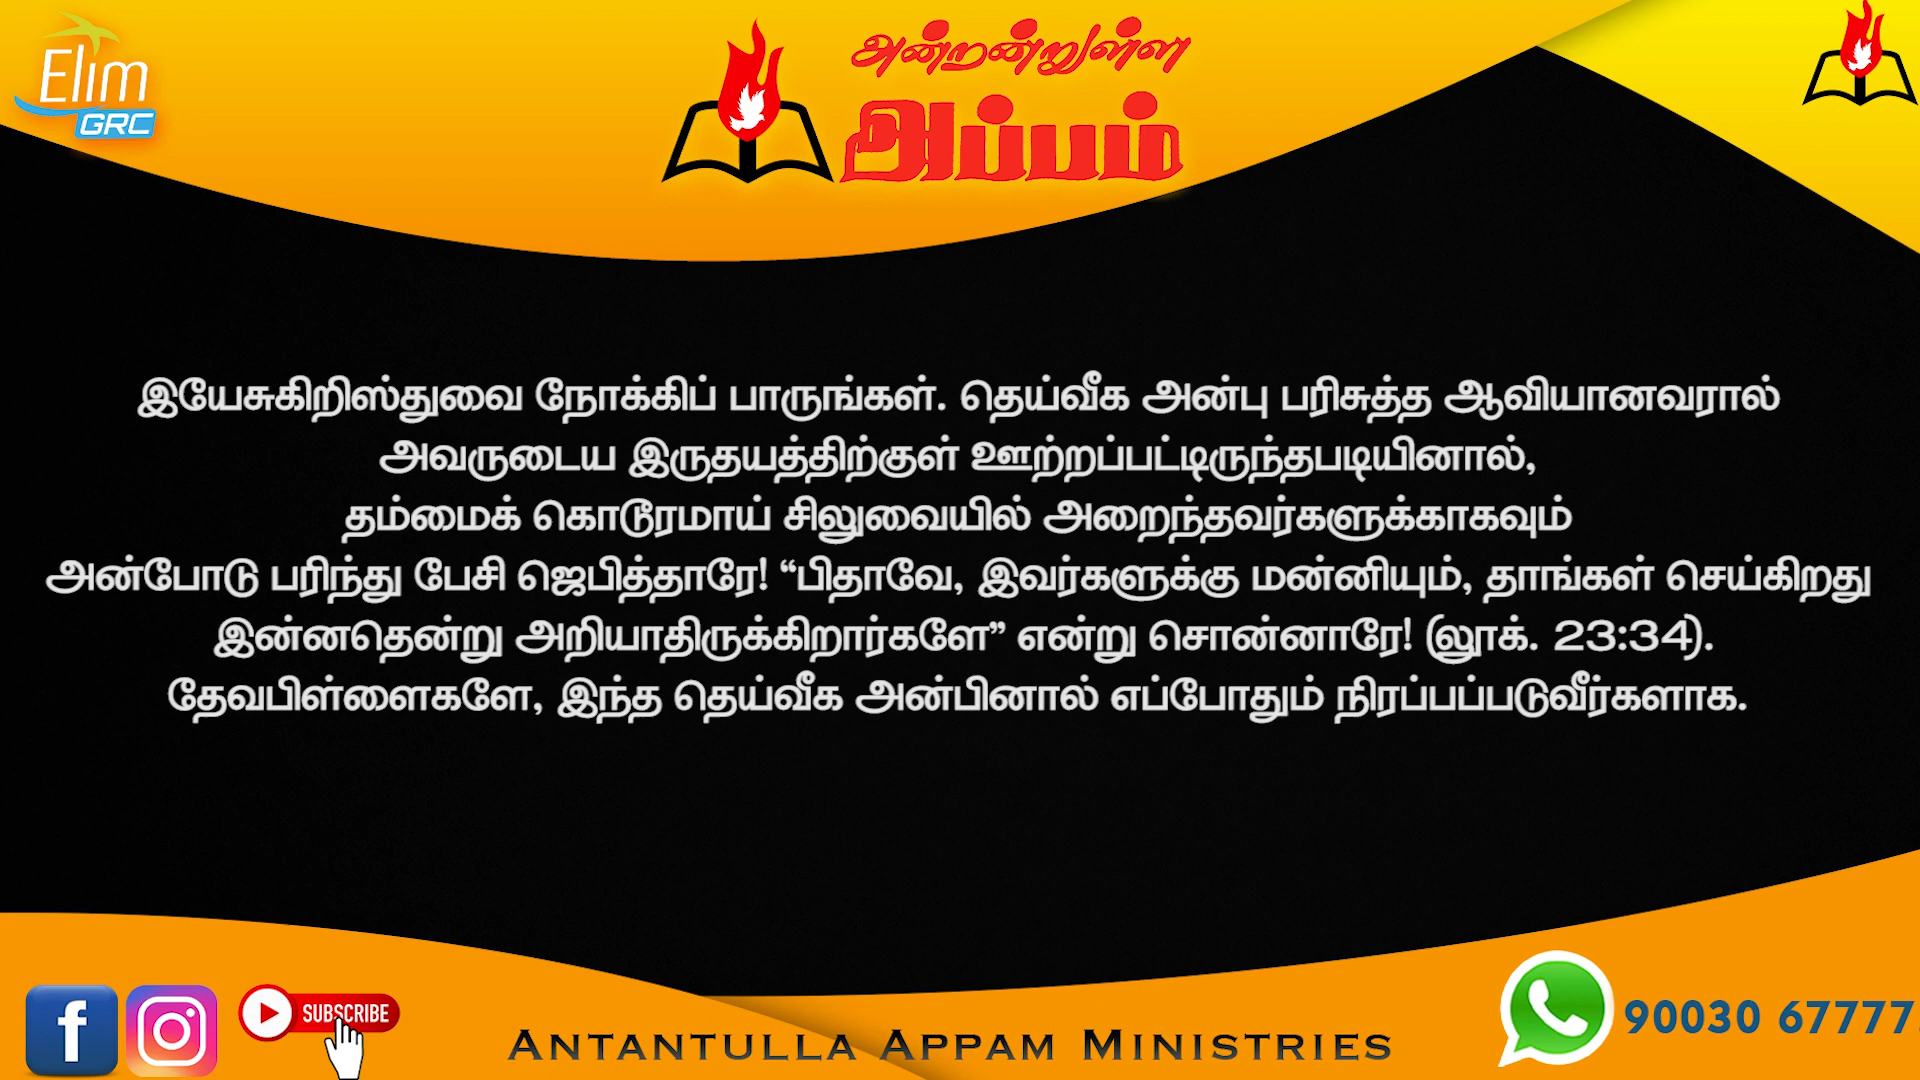 Elim
GRC
அன்றன்றுள்ள
அப்பம்
இயேசுகிறிஸ்துவை நோக்கிப் பாருங்கள். தெய்வீக அன்பு பரிசுத்த ஆவியானவரால்
அவருடைய இருதயத்திற்குள் ஊற்றப்பட்டிருந்தபடியினால்,
தம்மைக் கொடூரமாய் சிலுவையில் அறைந்தவர்களுக்காகவும்
அன்போடு பரிந்து பேசி ஜெபித்தாரே! “பிதாவே, இவர்களுக்கு மன்னியும், தாங்கள் செய்கிறது
இன்னதென்று அறியாதிருக்கிறார்களே” என்று சொன்னாரே! (லூக். 23:34).
தேவபிள்ளைகளே, இந்த தெய்வீக அன்பினால் எப்போதும் நிரப்பப்படுவீர்களாக.
SUBSCRIBE
ANTANTULLA APPAM MINISTRIES
90030 67777